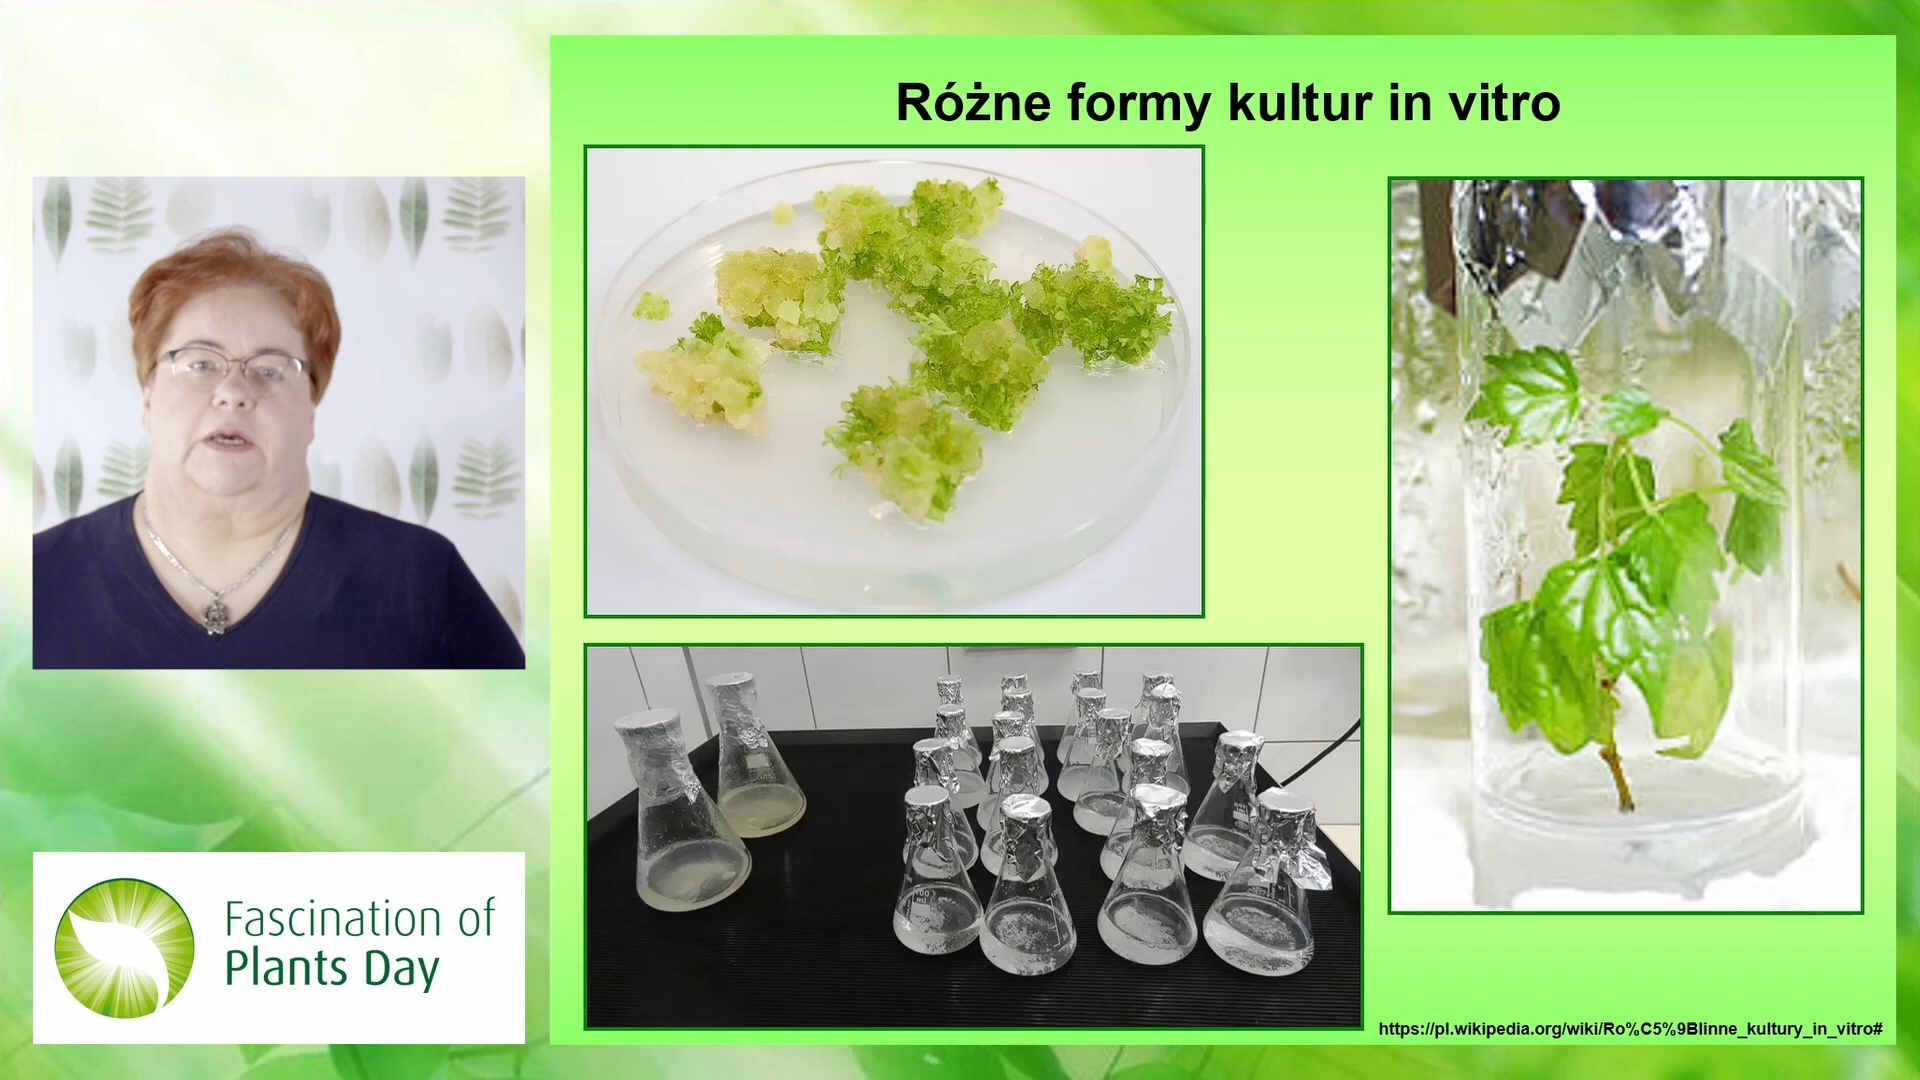 Różne formy kultur in vitro
Fascination of
Plants Day
https://pl.wikipedia.org/wiki/Ro%C5%9Blinne_kultury_in_vitro#